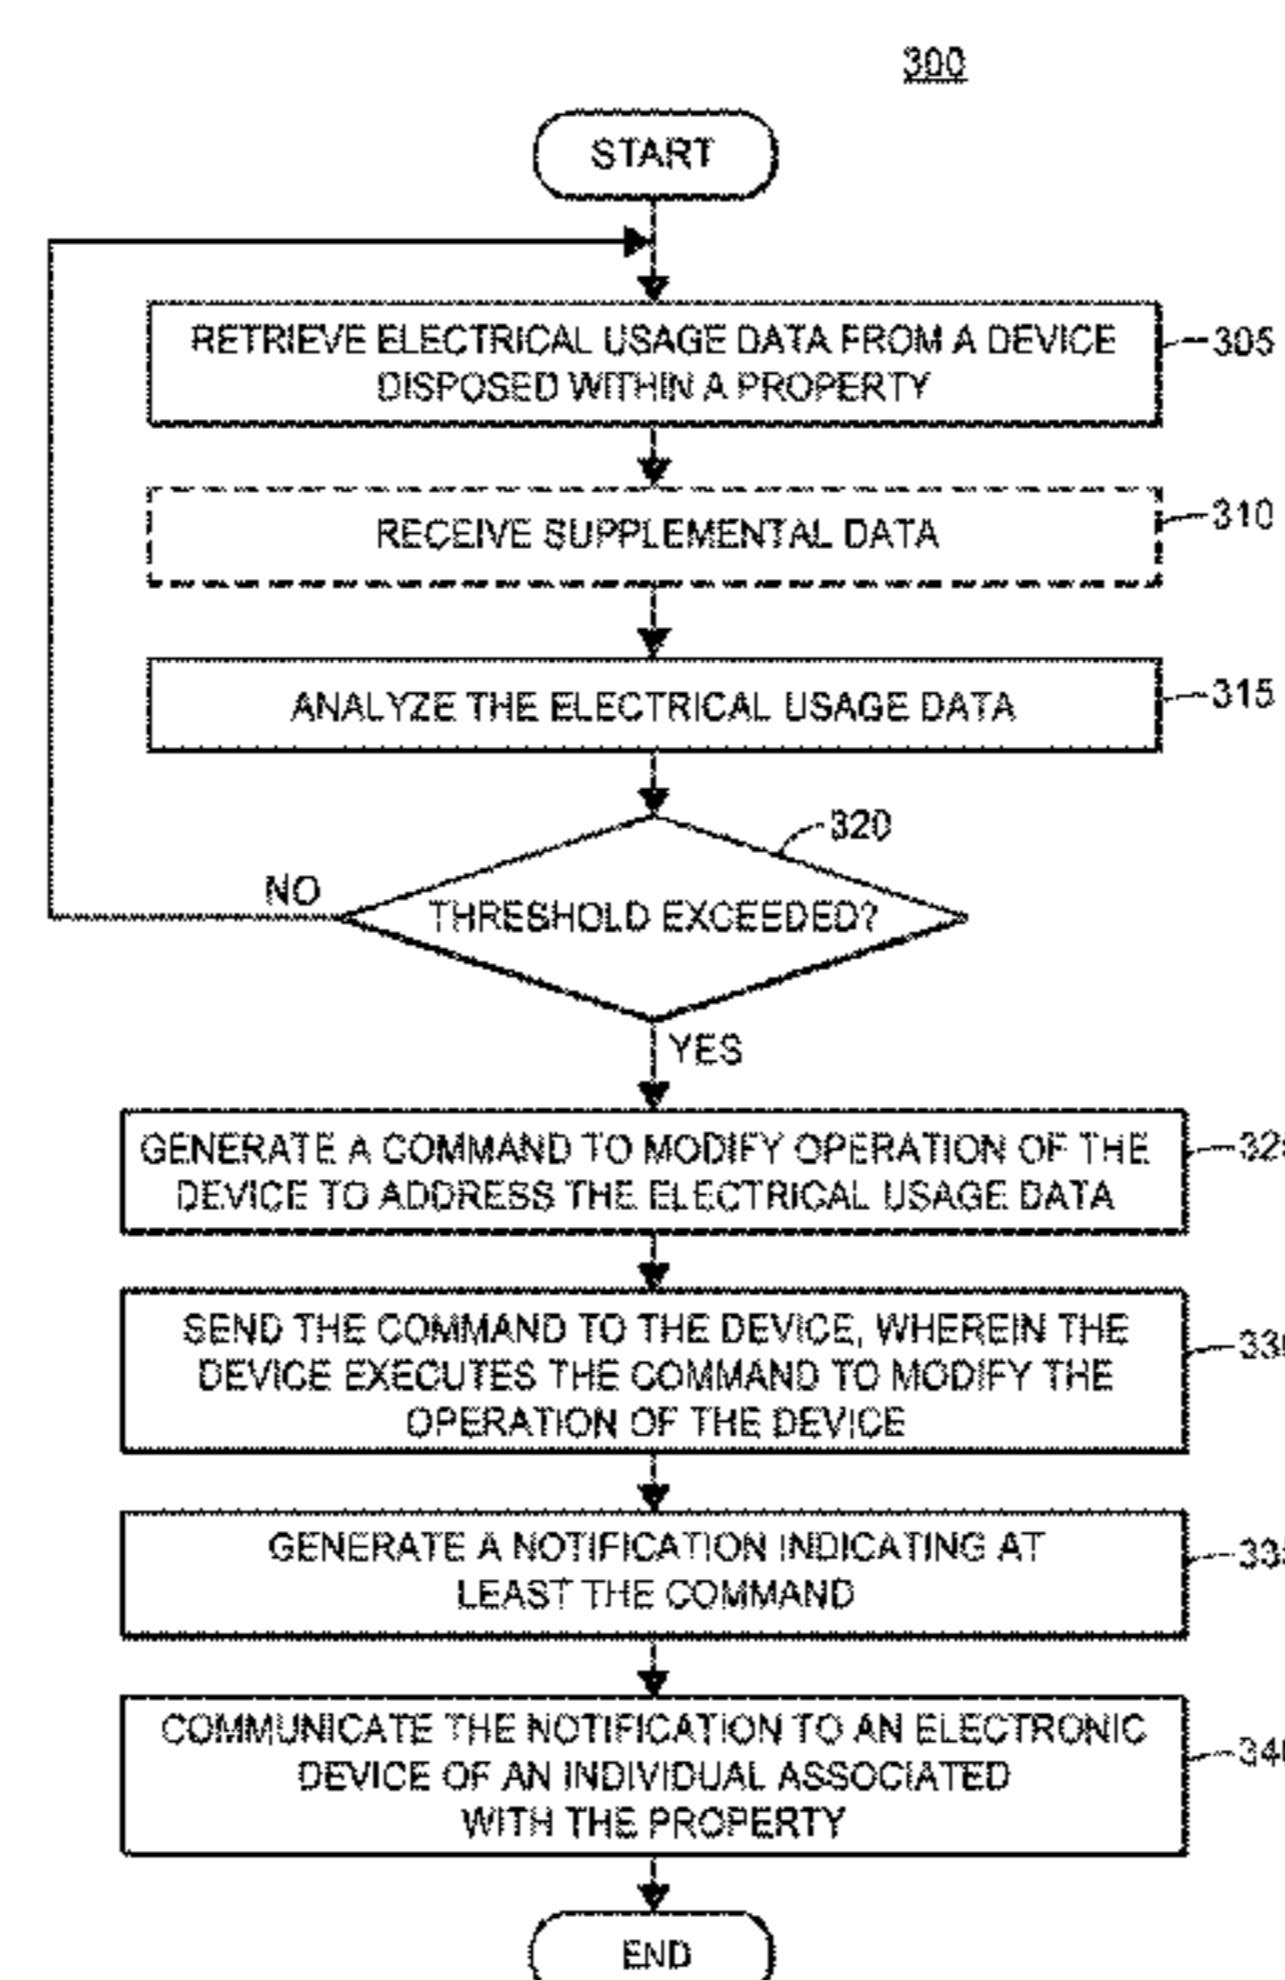 300
START
RETRIEVE ELECTRICAL USAGE DATA FROM A DEVICE
DISPOSED WITHIN A PROPERTY
305
RECEIVE SUPPLEMENTAL DATA
310
ANALYZE THE ELECTRICAL USAGE DATA
315
320
THRESHOLD EXCEEDED?
NO
YES
GENERATE A COMMAND TO MODIFY OPERATION OF THE
DEVICE TO ADDRESS THE ELECTRICAL USAGE DATA
SEND THE COMMAND TO THE DEVICE, WHEREIN THE
DEVICE EXECUTES THE COMMAND TO MODIFY THE
OPERATION OF THE DEVICE
GENERATE A NOTIFICATION INDICATING AT
LEAST THE COMMAND
COMMUNICATE THE NOTIFICATION TO AN ELECTRONIC
DEVICE OF AN INDIVIDUAL ASSOCIATED
WITH THE PROPERTY
END